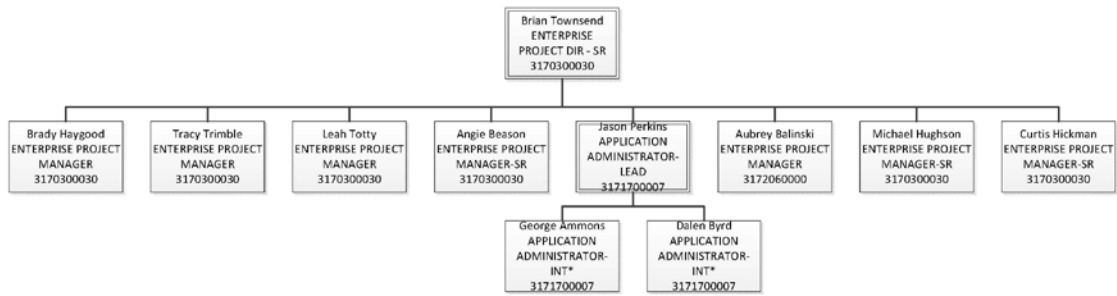 Brian Townsend
ENTERPRISE
PROJECT DIR - SR
3170300030
Brady Haygood
ENTERPRISE PROJECT
MANAGER
3170300030
Tracy Trimble
ENTERPRISE PROJECT
MANAGER
3170300030
Leah Totty
ENTERPRISE PROJECT
MANAGER
3170300030
Angie Beason
ENTERPRISE PROJECT
MANAGER-SR
3170300030
Jason Perkins
APPLICATION
ADMINISTRATOR-
LEAD
3171700007
Aubrey Balinski
ENTERPRISE PROJECT
MANAGER
3172060000
Michael Hughson
ENTERPRISE PROJECT
MANAGER-SR
3170300030
Curtis Hickman
ENTERPRISE PROJECT
MANAGER-SR
3170300030
George Ammons
APPLICATION
ADMINISTRATOR-
INT*
3171700007
Dalen Byrd
APPLICATION
ADMINISTRATOR-
INT*
3171700007